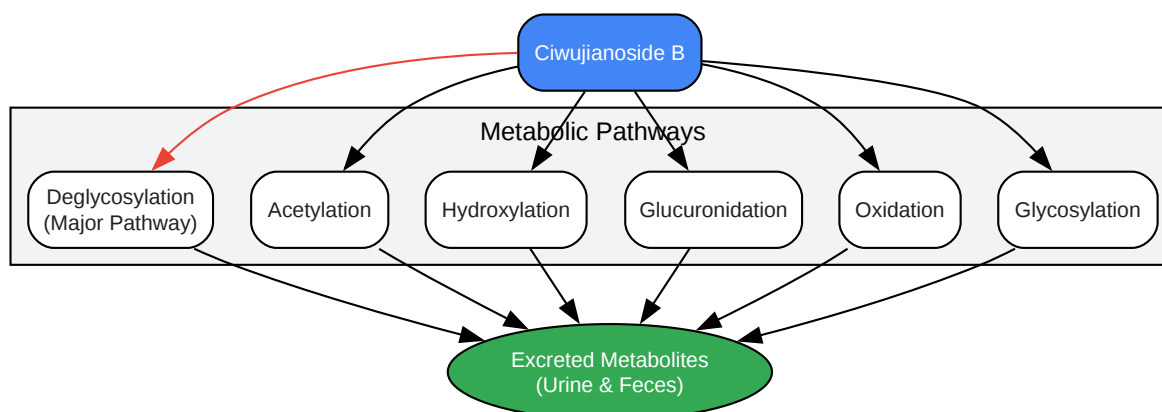 Ciwujianoside B
Metabolic Pathways
Deglycosylation
(Major Pathway)
Acetylation
Hydroxylation
Glucuronidation
Oxidation
Glycosylation
Excreted Metabolites
(Urine & Feces)